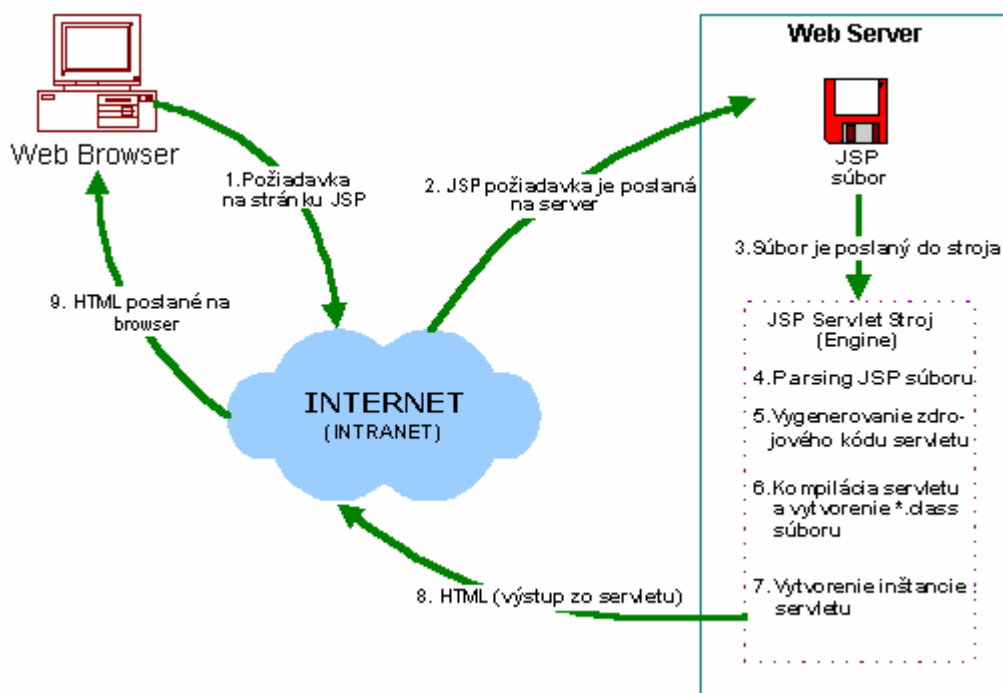 Web Server
Web Browser
JSP
súbor
1.Požiadavka
na stránku JSP
2. JSP požiadavka je poslaná
na server
3.Súbor je poslaný do stroja
9. HTML poslané na
browser
JSP Servlet Stroj
(Engine)
4.Parsing JSP súboru
5.Vygenerovanie zdro-
jového kódu servletu
6.Kompilácia servletu
a vytvorenie *.class
súboru
7.Vytvorenie inštancie
servletu
INTERNET
(INTRANET)
8. HTML (výstup zo servletu)